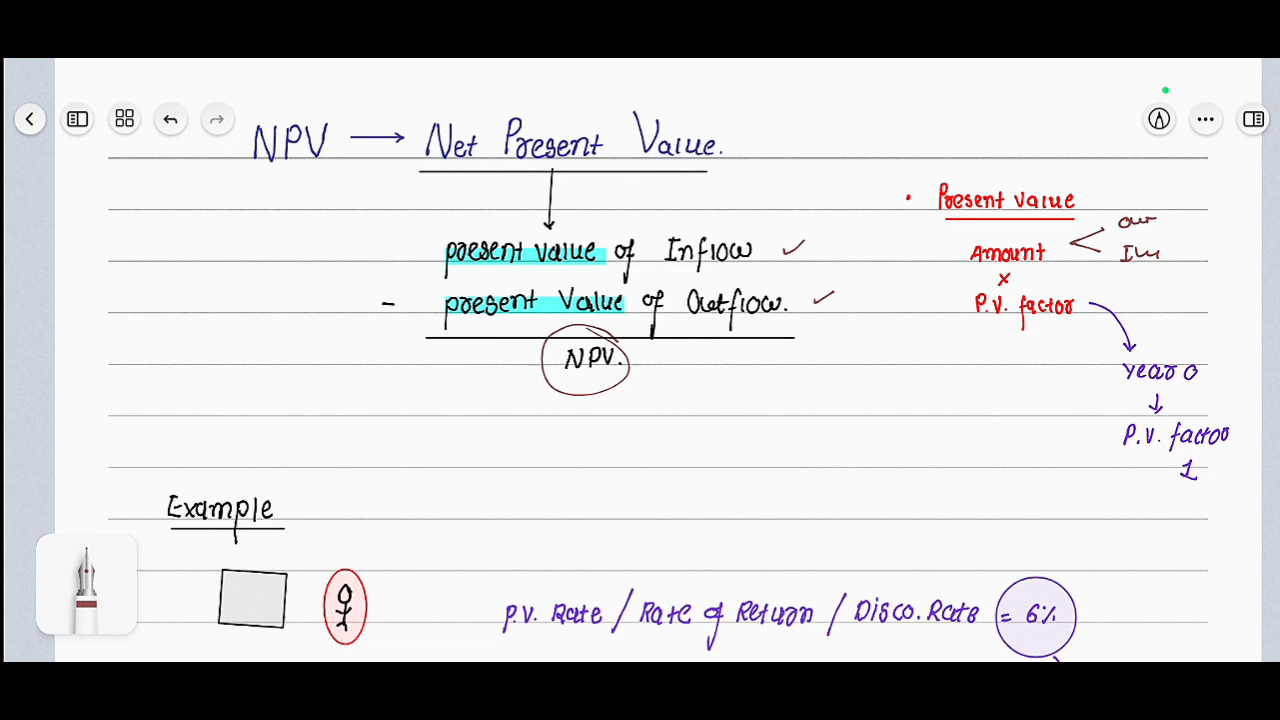 NPV → Net Present Value.
present value of Inflow ✓
- present value of Outflow. ✓
NPV.
• Present value
Amount
out
x
P.V. factor
Year 0
↓
P.V. factor
1
Example
P.V. Rate / Rate of Return / Disco. Rate = 6%